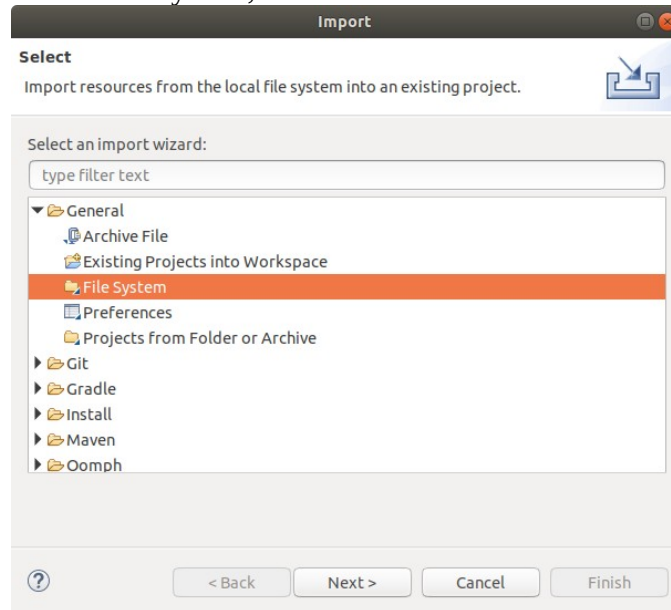 Import
Select
Import resources from the local file system into an existing project.
Select an import wizard:
type filter text
General
Archive File
Existing Projects into Workspace
File System
Preferences
Projects from Folder or Archive
Git
Gradle
Install
Maven
Oomph
? < Back Next > Cancel Finish